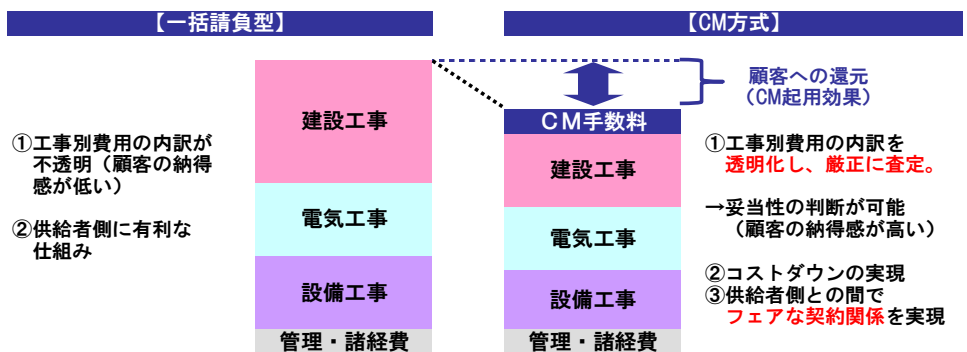 【一括請負型】
①工事別費用の内訳が
不透明（顧客の納得
感が低い）
②供給者側に有利な
仕組み
建設工事
電気工事
設備工事
管理・諸経費
【CM方式】
顧客への還元
（CM起用効果）
CM手数料
建設工事
電気工事
設備工事
管理・諸経費
①工事別費用の内訳を
透明化し、厳正に査定。
→妥当性の判断が可能
（顧客の納得感が高い）
②コストダウンの実現
③供給者側との間で
フェアな契約関係を実現